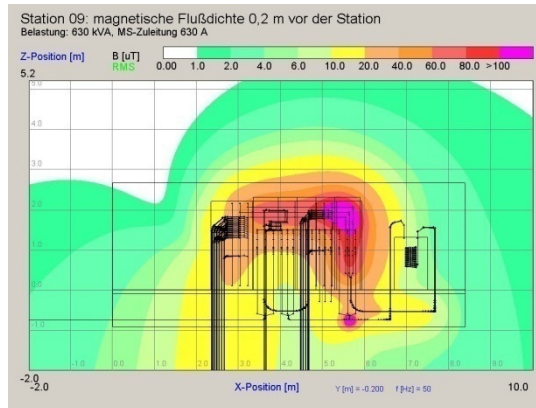 Station 09: magnetische Flußdichte 0,2 m vor der Station
Belastung: 630 kVA, MS-Zuleitung 630 A
Z-Position [m] B [uT]
RMS 0.00 1.0 2.0 4.0 6.0 10.0 20.0 40.0 60.0 80.0 >100
5.2
5.0
4.0
3.0
2.0
1.0
0.0
-1.0
-1.0 0.0 1.0 2.0 3.0 4.0 5.0 6.0 7.0 8.0 9.0
-2.0
-2.0 X-Position [m] Y [m] = -0.200 f [Hz] = 50 10.0